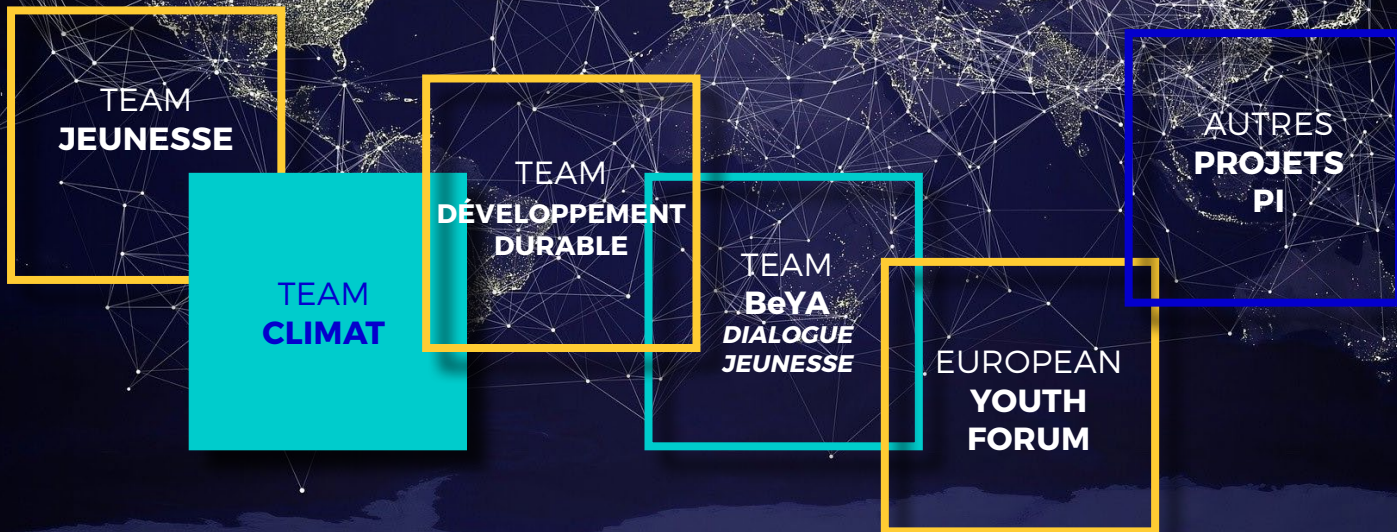 TEAM
JEUNESSE
TEAM
CLIMAT
TEAM
DÉVELOPPEMENT
DURABLE
TEAM
BeYA
DIALOGUE
JEUNESSE
EUROPEAN
YOUTH
FORUM
AUTRES
PROJETS
PI